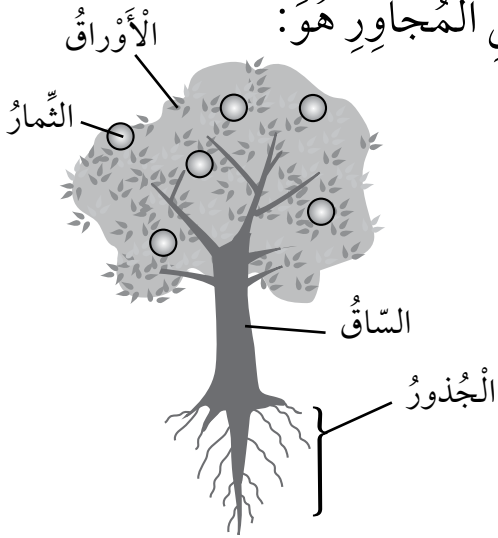 الْمُجاوِرِ هُوَ:
الْأَوْراقُ
الثِّمارُ
السّاقُ
الْجُذورُ